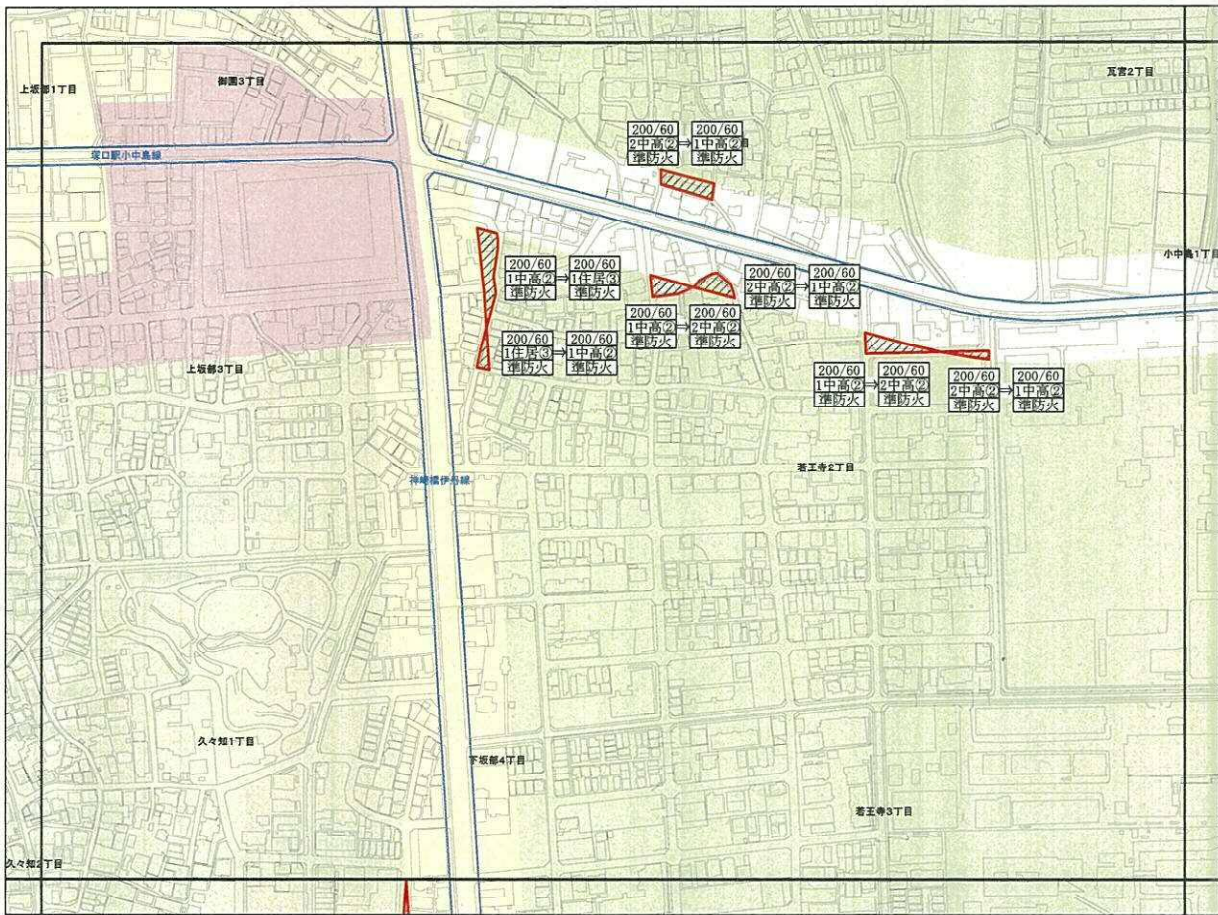 御園3丁目
瓦宮2丁目
上坂部1丁目
塚口駅小中島線
200/60 200/60
2中高②⇒1中高②
準防火 準防火
小中島1丁目
200/60 200/60
1中高②⇒1住居③
準防火 準防火
200/60 200/60
2中高②⇒1中高②
準防火 準防火
200/60 200/60
1中高②⇒2中高②
準防火 準防火
200/60 200/60
1住居③⇒1中高②
準防火 準防火
上坂部3丁目
200/60 200/60
1中高②⇒2中高②
準防火 準防火
200/60 200/60
2中高②⇒1中高②
準防火 準防火
若王寺2丁目
神崎橋伊丹線
久々知1丁目
下坂部4丁目
若王寺3丁目
久々知2丁目